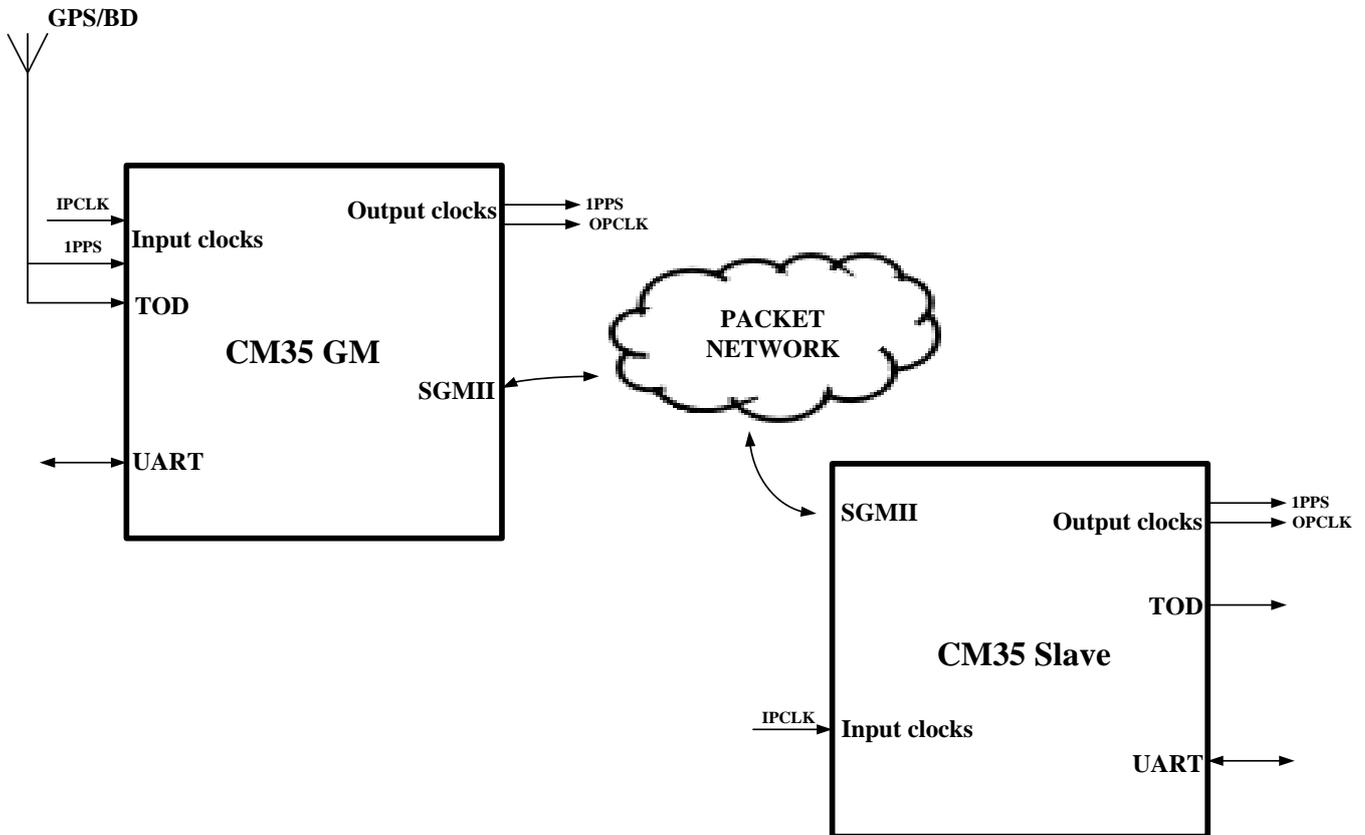 GPS/BD
IPCLK
Input clocks
1PPS
TOD
CM35 GM
Output clocks
1PPS
OPCLK
SGMII
UART
PACKET
NETWORK
SGMII
Output clocks
1PPS
OPCLK
TOD
CM35 Slave
IPCLK
Input clocks
UART